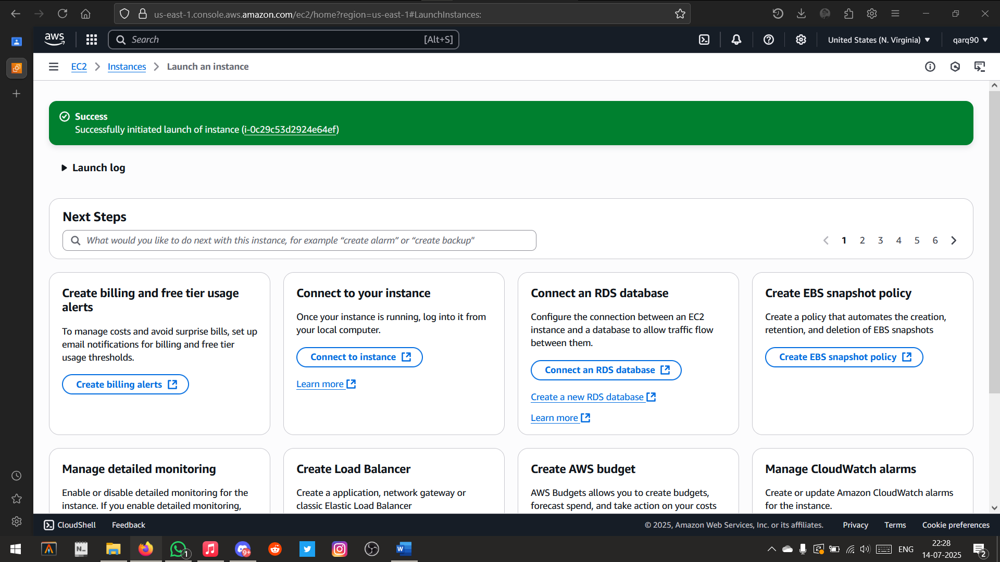 us-east-1.console.aws.amazon.com/ec2/home?region=us-east-1#LaunchInstances:
aws
Search
[Alt+S]
United States (N. Virginia)
qarq90
EC2
Instances
Launch an instance
Success
Successfully initiated launch of instance (i-0c29c53d2924e64ef)
Launch log
Next Steps
What would you like to do next with this instance, for example “create alarm” or “create backup"
1 2 3 4 5 6
Create billing and free tier usage
alerts
To manage costs and avoid surprise bills, set up
email notifications for billing and free tier
usage thresholds.
Create billing alerts
Connect to your instance
Once your instance is running, log into it from
your local computer.
Connect to instance
Learn more
Connect an RDS database
Configure the connection between an EC2
instance and a database to allow traffic flow
between them.
Connect an RDS database
Create a new RDS database
Learn more
Create EBS snapshot policy
Create a policy that automates the creation,
retention, and deletion of EBS snapshots
Create EBS snapshot policy
Manage detailed monitoring
Enable or disable detailed monitoring for the
instance. If you enable detailed monitoring,
Create Load Balancer
Create a application, network gateway or
classic Elastic Load Balancer
Create AWS budget
AWS Budgets allows you to create budgets,
forecast spend, and take action on your costs
Manage CloudWatch alarms
Create or update Amazon CloudWatch alarms
for the instance.
CloudShell
Feedback
© 2025, Amazon Web Services, Inc. or its affiliates.
Privacy
Terms
Cookie preferences
N_
1
9+
W
ENG
22:28
14-07-2025
2